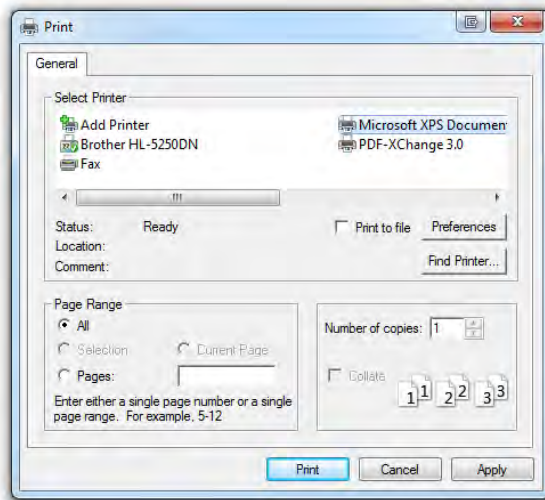 Print
General
Select Printer
Add Printer
Microsoft XPS Documen
Brother HL-5250DN
PDF-XChange 3.0
Fax
Status: Ready
Print to file
Preferences
Location:
Comment:
Find Printer...
Page Range
All
Selection
Current Page
Pages:
Enter either a single page number or a single
page range. For example, 5-12
Number of copies: 1
Collate
1 1 2 2 3 3
Print
Cancel
Apply